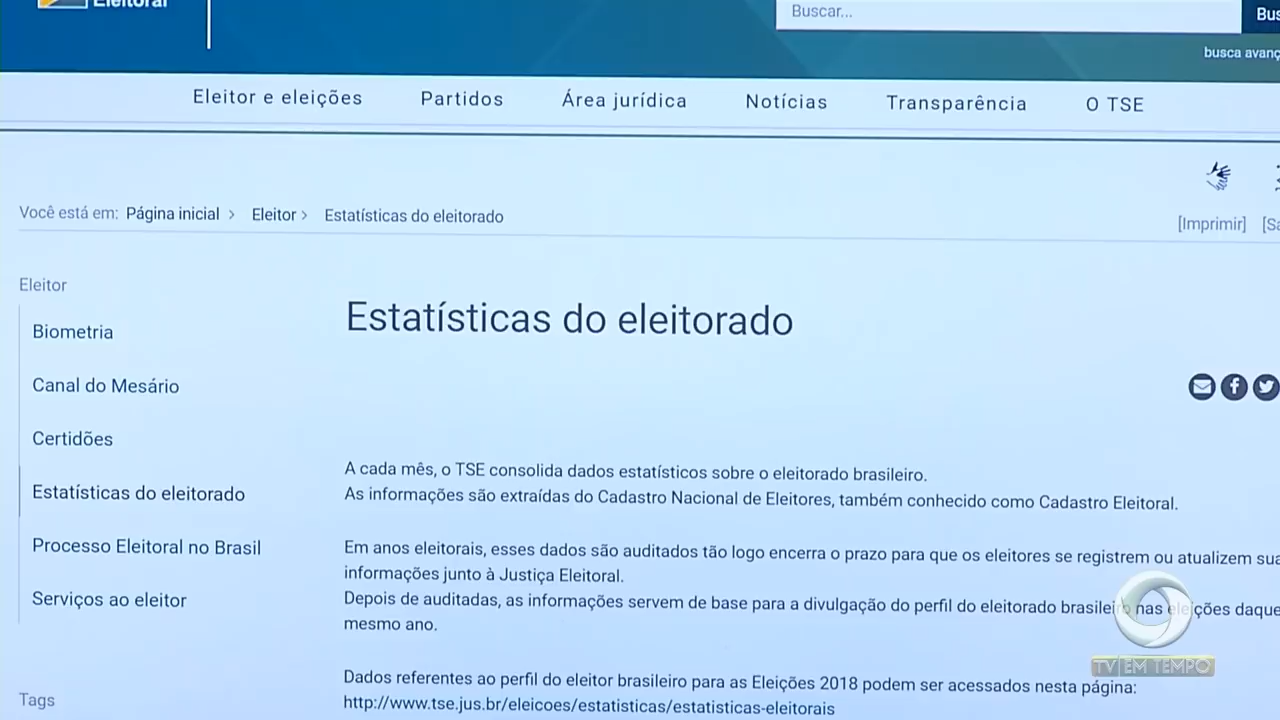 Eleitoral
Buscar...
Bus
busca avanç
Eleitor e eleições
Partidos
Área jurídica
Notícias
Transparência
O TSE
Você está em: Página inicial > Eleitor > Estatísticas do eleitorado
[Imprimir] [Sa
Eleitor
Biometria
Canal do Mesário
Certidões
Estatísticas do eleitorado
Processo Eleitoral no Brasil
Serviços ao eleitor
Tags
Estatísticas do eleitorado
A cada mês, o TSE consolida dados estatísticos sobre o eleitorado brasileiro.
As informações são extraídas do Cadastro Nacional de Eleitores, também conhecido como Cadastro Eleitoral.
Em anos eleitorais, esses dados são auditados tão logo encerra o prazo para que os eleitores se registrem ou atualizem sua
informações junto à Justiça Eleitoral.
Depois de auditadas, as informações servem de base para a divulgação do perfil do eleitorado brasileiro nas eleições daque
mesmo ano.
Dados referentes ao perfil do eleitor brasileiro para as Eleições 2018 podem ser acessados nesta página:
http://www.tse.jus.br/eleicoes/estatisticas/estatisticas-eleitorais
TV EM TEMPO